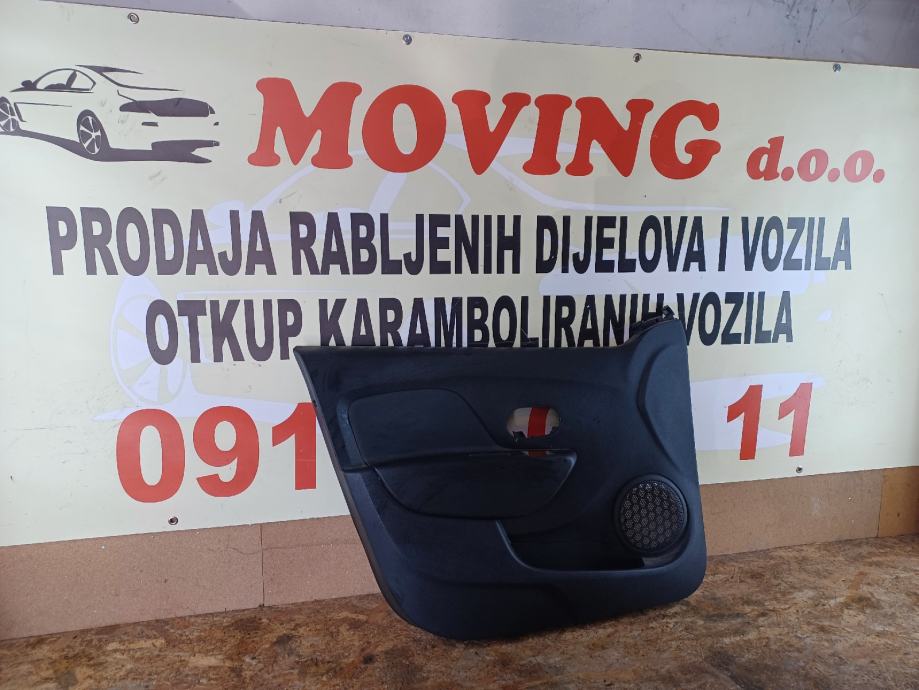 MOVING d.o.o.
PRODAJA RABLJENIH DIJELOVA I VOZILA
OTKUP KARAMBOLIRANIH VOZILA
091 11